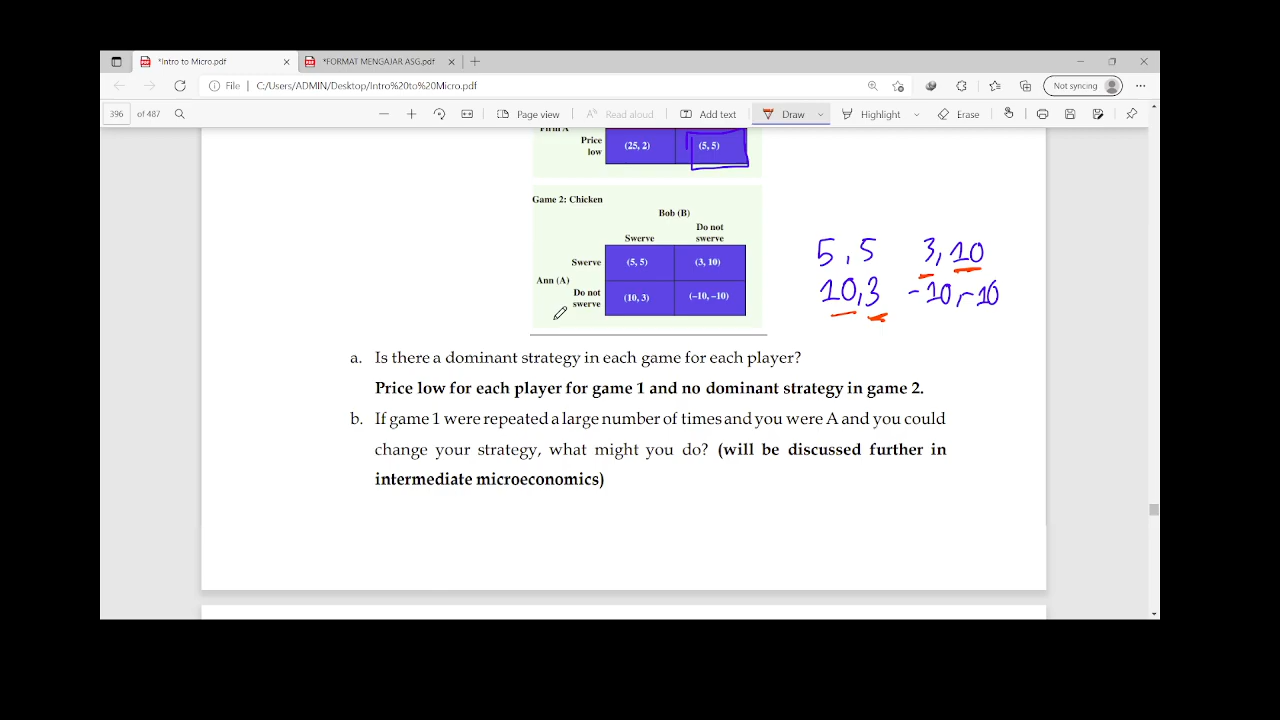 *Intro to Micro.pdf
*FORMAT MENGAJAR ASG.pdf
File
C:/Users/ADMIN/Desktop/Intro%20to%20Micro.pdf
Not syncing
396 of 487
Page view
Read aloud
Add text
Draw
Highlight
Erase
Firm A
Price
low
(25, 2)
(5, 5)
Game 2: Chicken
Bob (B)
Do not
Swerve swerve
Swerve (5, 5) (3, 10)
Ann (A)
Do not
swerve
(10, 3) (–10, –10)
5, 5 3, 10
10, 3 -10, -10
a. Is there a dominant strategy in each game for each player?
Price low for each player for game 1 and no dominant strategy in game 2.
b. If game 1 were repeated a large number of times and you were A and you could
change your strategy, what might you do? (will be discussed further in
intermediate microeconomics)